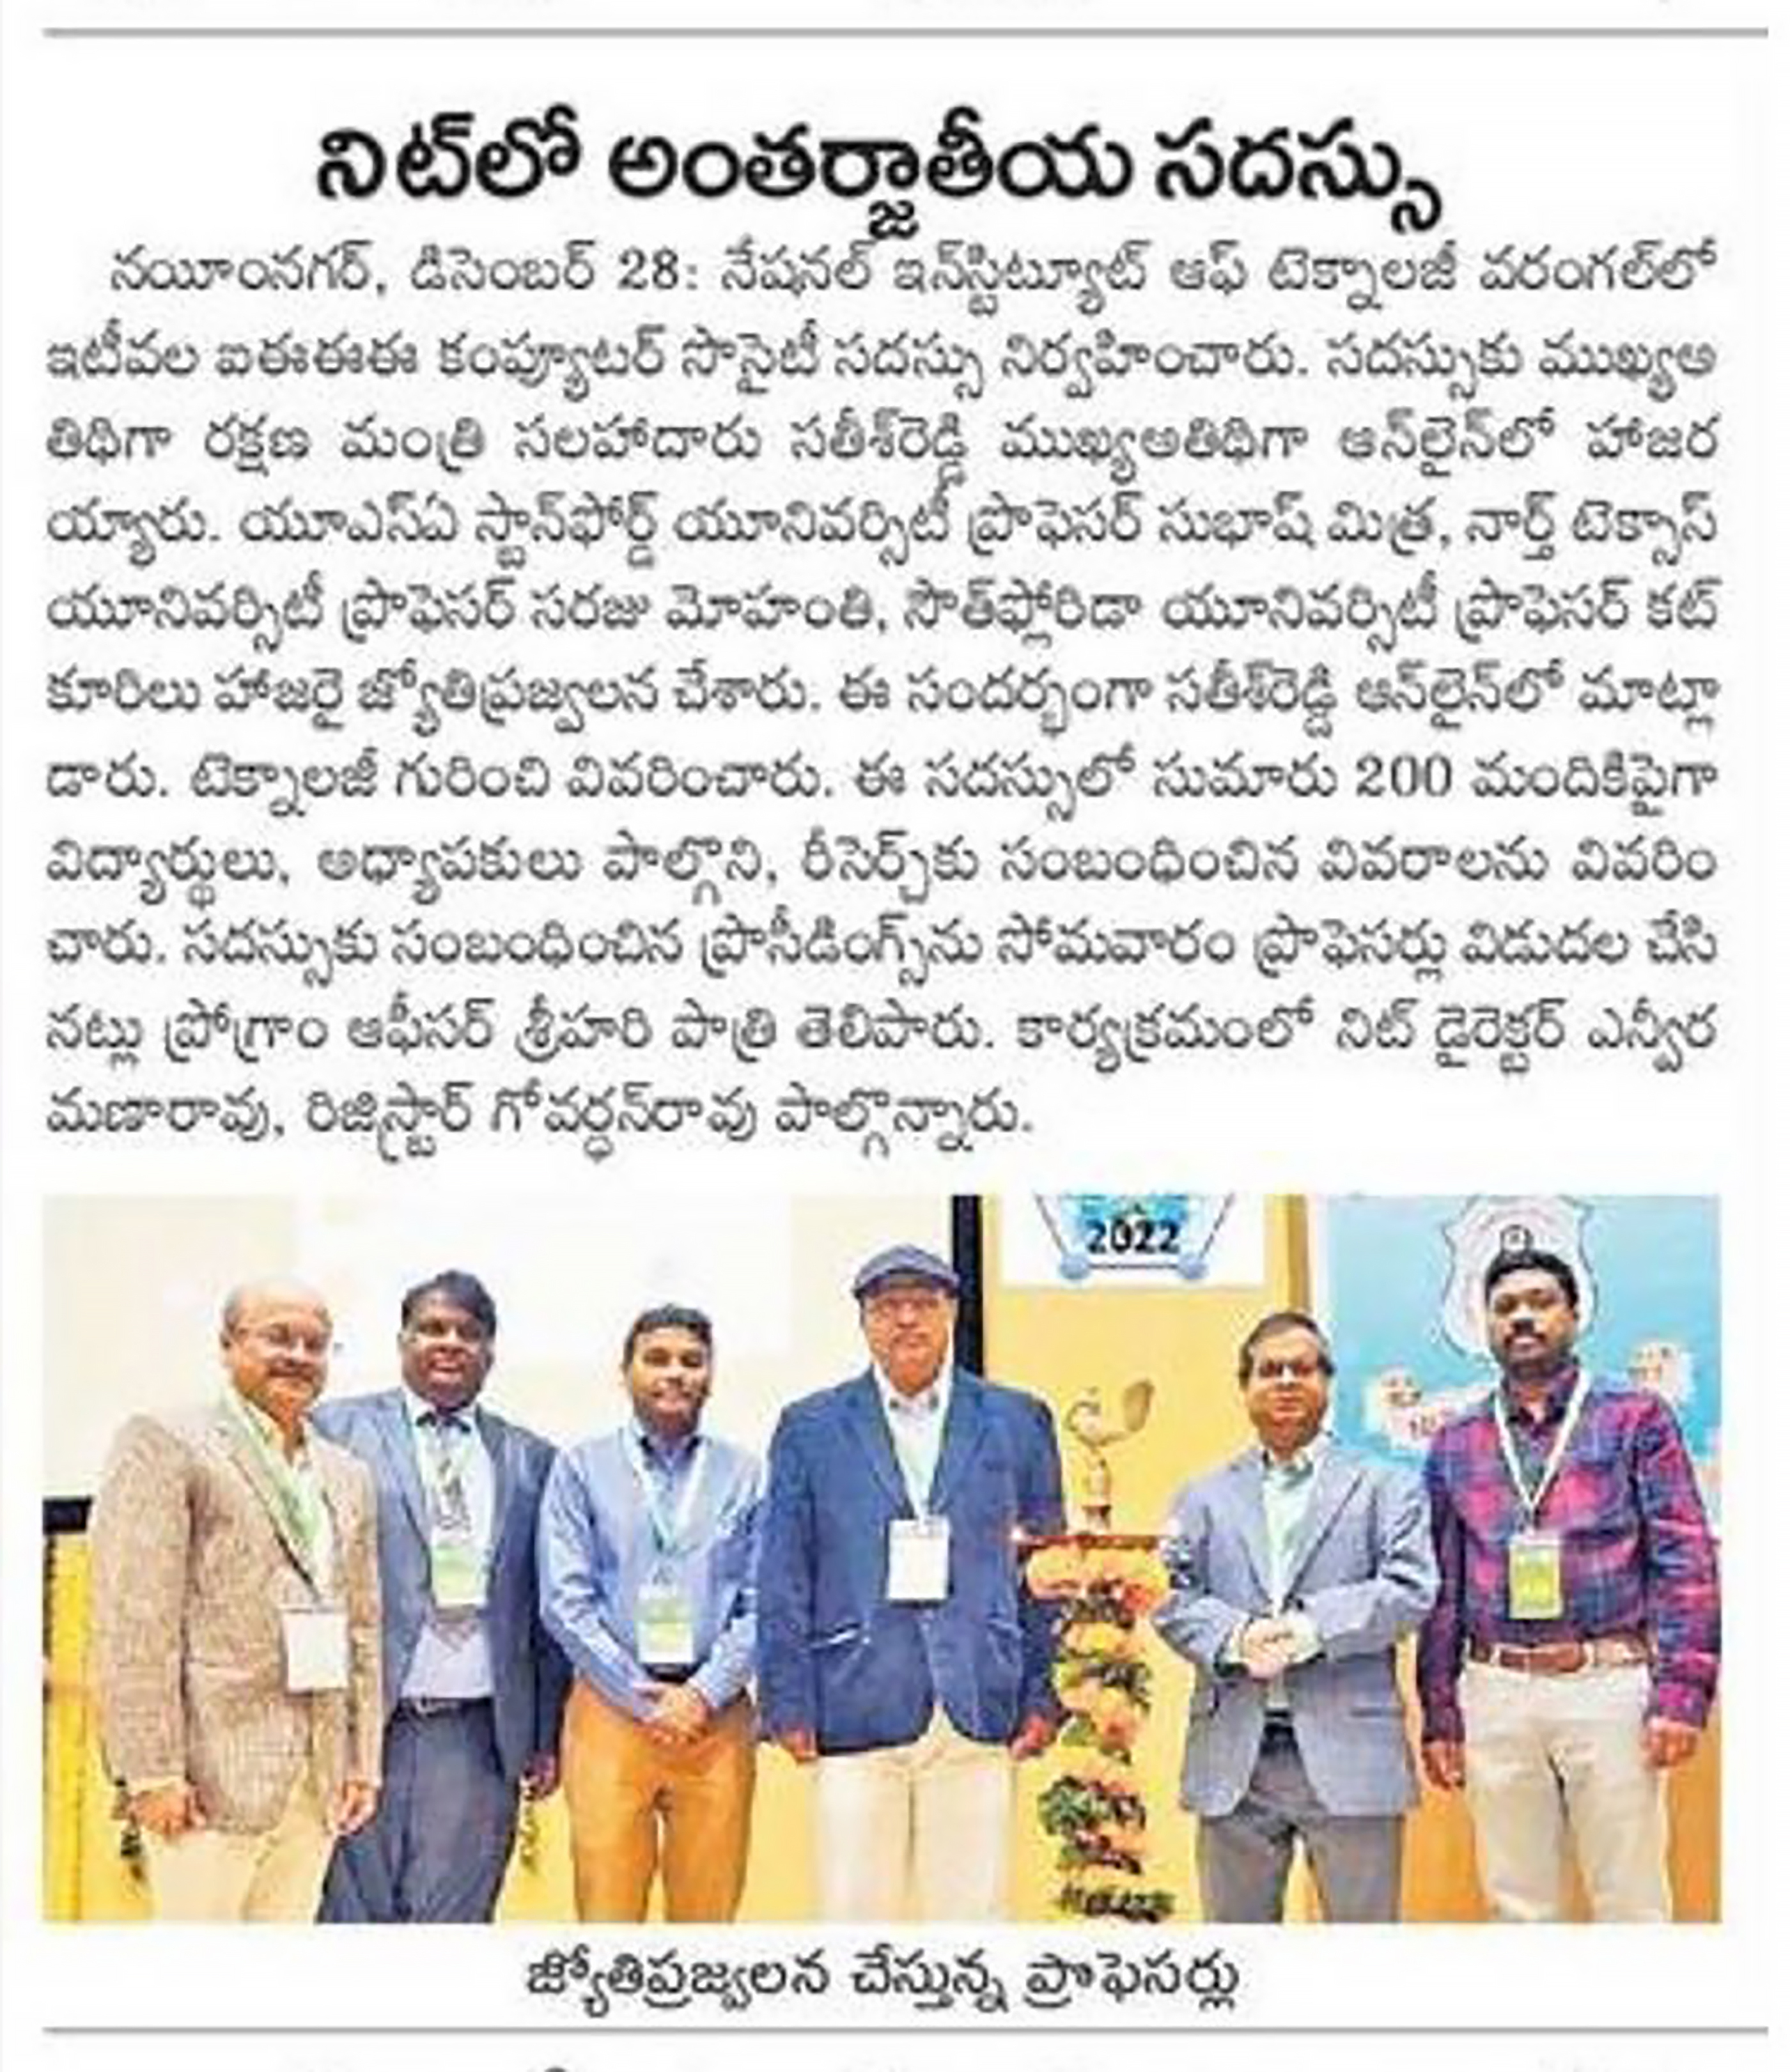 నిట్‌లో అంతర్జాతీయ సదస్సు
నయీంనగర్, డిసెంబర్ 28: నేషనల్ ఇన్‌స్టిట్యూట్ ఆఫ్ టెక్నాలజీ వరంగల్‌లో
ఇటీవల ఐఈఈఈ కంప్యూటర్ సొసైటీ సదస్సు నిర్వహించారు. సదస్సుకు ముఖ్యఅ
తిథిగా రక్షణ మంత్రి సలహాదారు సతీశ్‌రెడ్డి ముఖ్యఅతిథిగా ఆన్‌లైన్‌లో హాజర
య్యారు. యూఎస్ఏ స్టాన్‌ఫోర్డ్ యూనివర్సిటీ ప్రొఫెసర్ సుభాష్ మిత్ర, నార్త్ టెక్సాస్
యూనివర్సిటీ ప్రొఫెసర్ సరజు మోహంతి, సౌత్‌ఫ్లోరిడా యూనివర్సిటీ ప్రొఫెసర్ కట్
కూరిలు హాజరై జ్యోతిప్రజ్వలన చేశారు. ఈ సందర్భంగా సతీశ్‌రెడ్డి ఆన్‌లైన్‌లో మాట్లా
డారు. టెక్నాలజీ గురించి వివరించారు. ఈ సదస్సులో సుమారు 200 మందికిపైగా
విద్యార్థులు, అధ్యాపకులు పాల్గొని, రీసెర్చ్‌కు సంబంధించిన వివరాలను వివరిం
చారు. సదస్సుకు సంబంధించిన ప్రొసీడింగ్స్‌ను సోమవారం ప్రొఫెసర్లు విడుదల చేసి
నట్లు ప్రోగ్రాం ఆఫీసర్ శ్రీహరి పాత్రి తెలిపారు. కార్యక్రమంలో నిట్ డైరెక్టర్ ఎన్వీర
మణారావు, రిజిస్ట్రార్ గోవర్ధన్‌రావు పాల్గొన్నారు.
2022
జ్యోతిప్రజ్వలన చేస్తున్న ప్రొఫెసర్లు